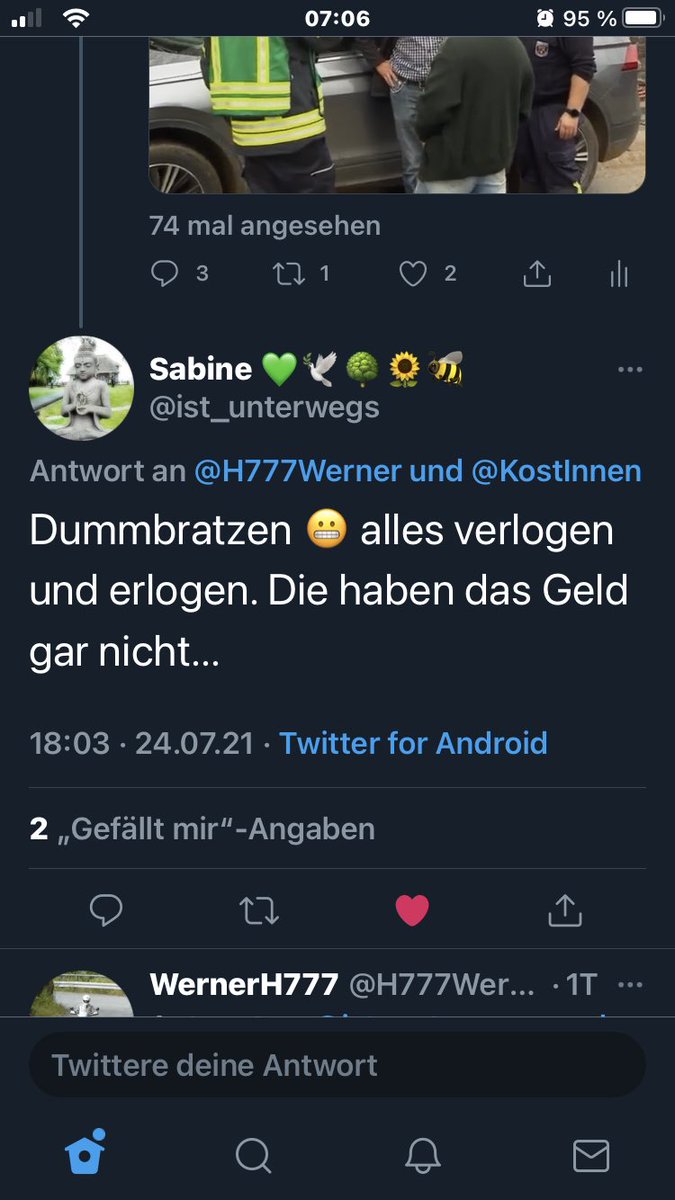 07:06
95 %
74 mal angesehen
3 1 2
Sabine 💚🕊️🌳🌻🐝
@ist_unterwegs
Antwort an @H777Werner und @KostInnen
Dummbratzen 😬 alles verlogen
und erlogen. Die haben das Geld
gar nicht...
18:03 · 24.07.21 · Twitter for Android
2 „Gefällt mir“-Angaben
WernerH777 @H777Wer... · 1T
Twittere deine Antwort